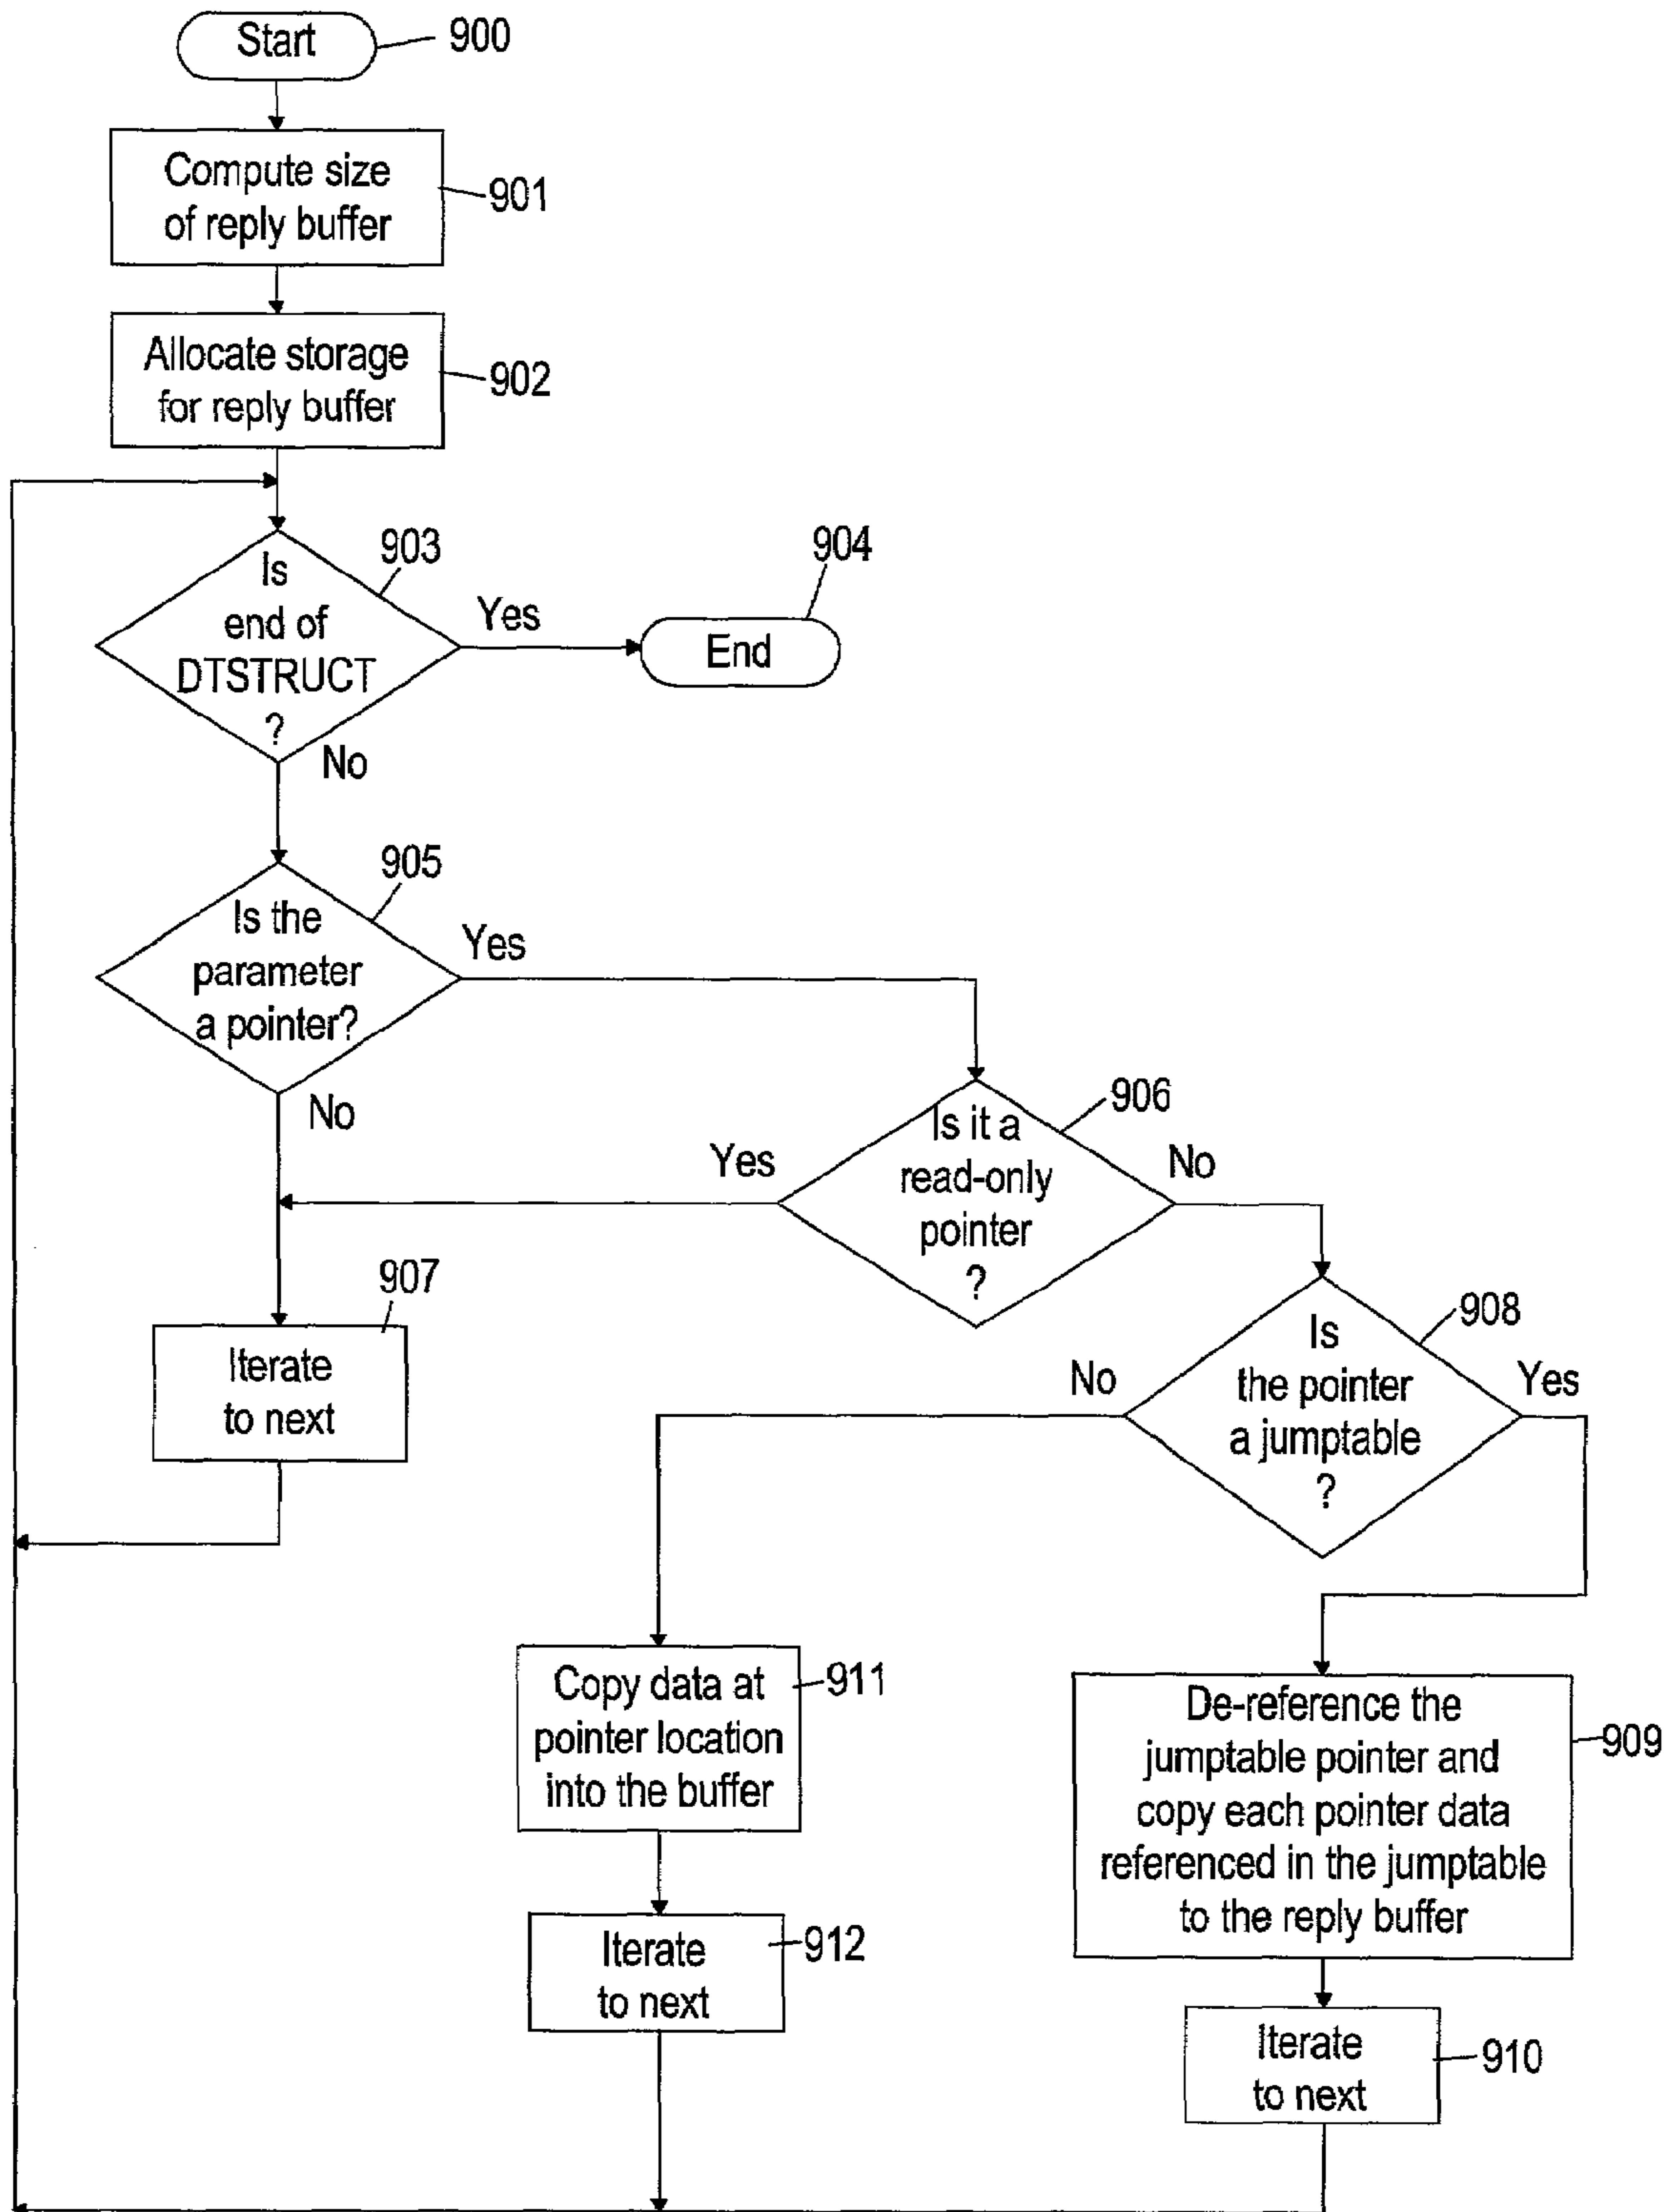 Start
900
Compute size
of reply buffer
901
Allocate storage
for reply buffer
902
Is
end of
DTSTRUCT
?
903
Yes
No
End
904
Is the
parameter
a pointer?
905
Yes
No
Is it a
read-only
pointer
?
906
Yes
No
Iterate
to next
907
Is
the pointer
a jumptable
?
908
No
Yes
Copy data at
pointer location
into the buffer
911
De-reference the
jumptable pointer and
copy each pointer data
referenced in the jumptable
to the reply buffer
909
Iterate
to next
912
Iterate
to next
910